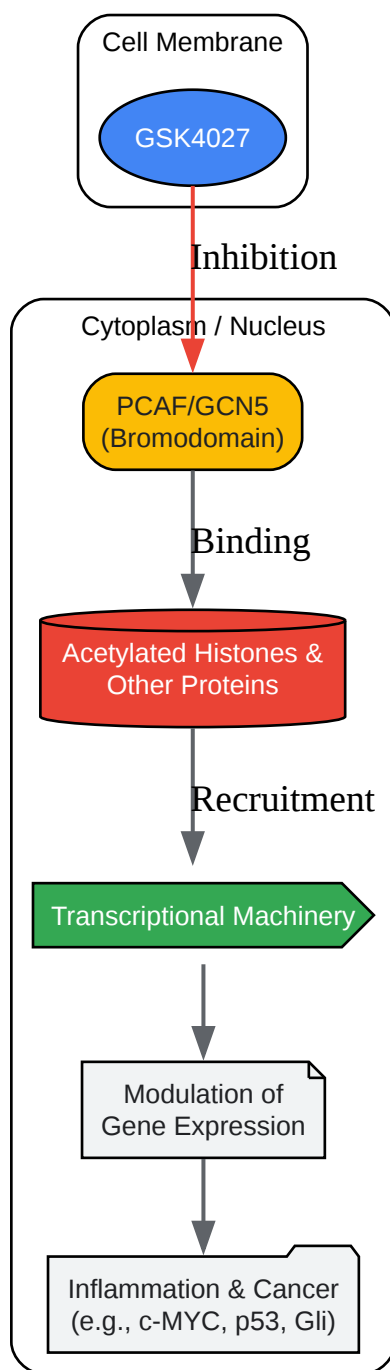 Cell Membrane
GSK4027
Inhibition
Cytoplasm / Nucleus
PCAF/GCN5
(Bromodomain)
Binding
Acetylated Histones &
Other Proteins
Recruitment
Transcriptional Machinery
Modulation of
Gene Expression
Inflammation & Cancer
(e.g., c-MYC, p53, Gli)